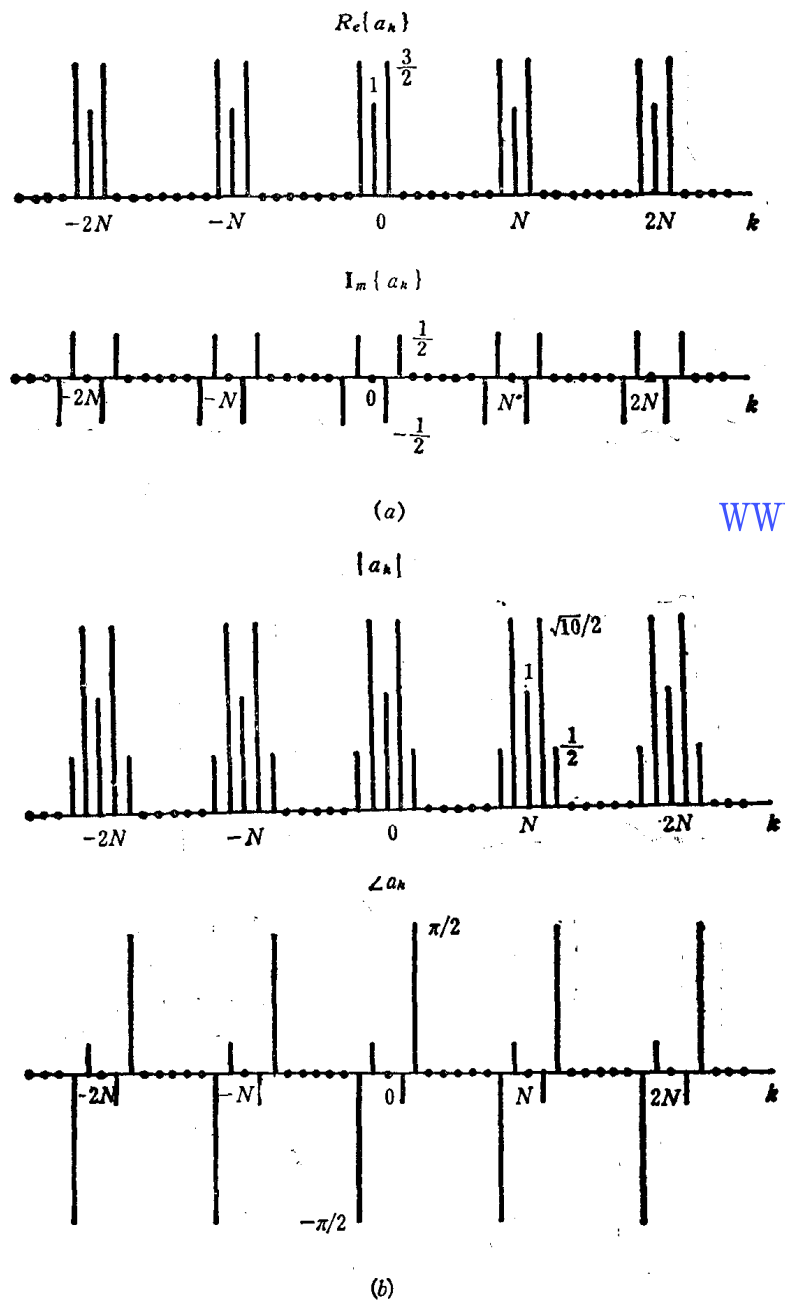 Re{ak}
3/2
1
-2N -N 0 N 2N k
Im{ak}
1/2
-2N -N 0 N 2N k
-1/2
(a)
WW
|ak|
√10/2
1
1/2
-2N -N 0 N 2N k
∠ak
π/2
-2N -N 0 N 2N k
-π/2
(b)